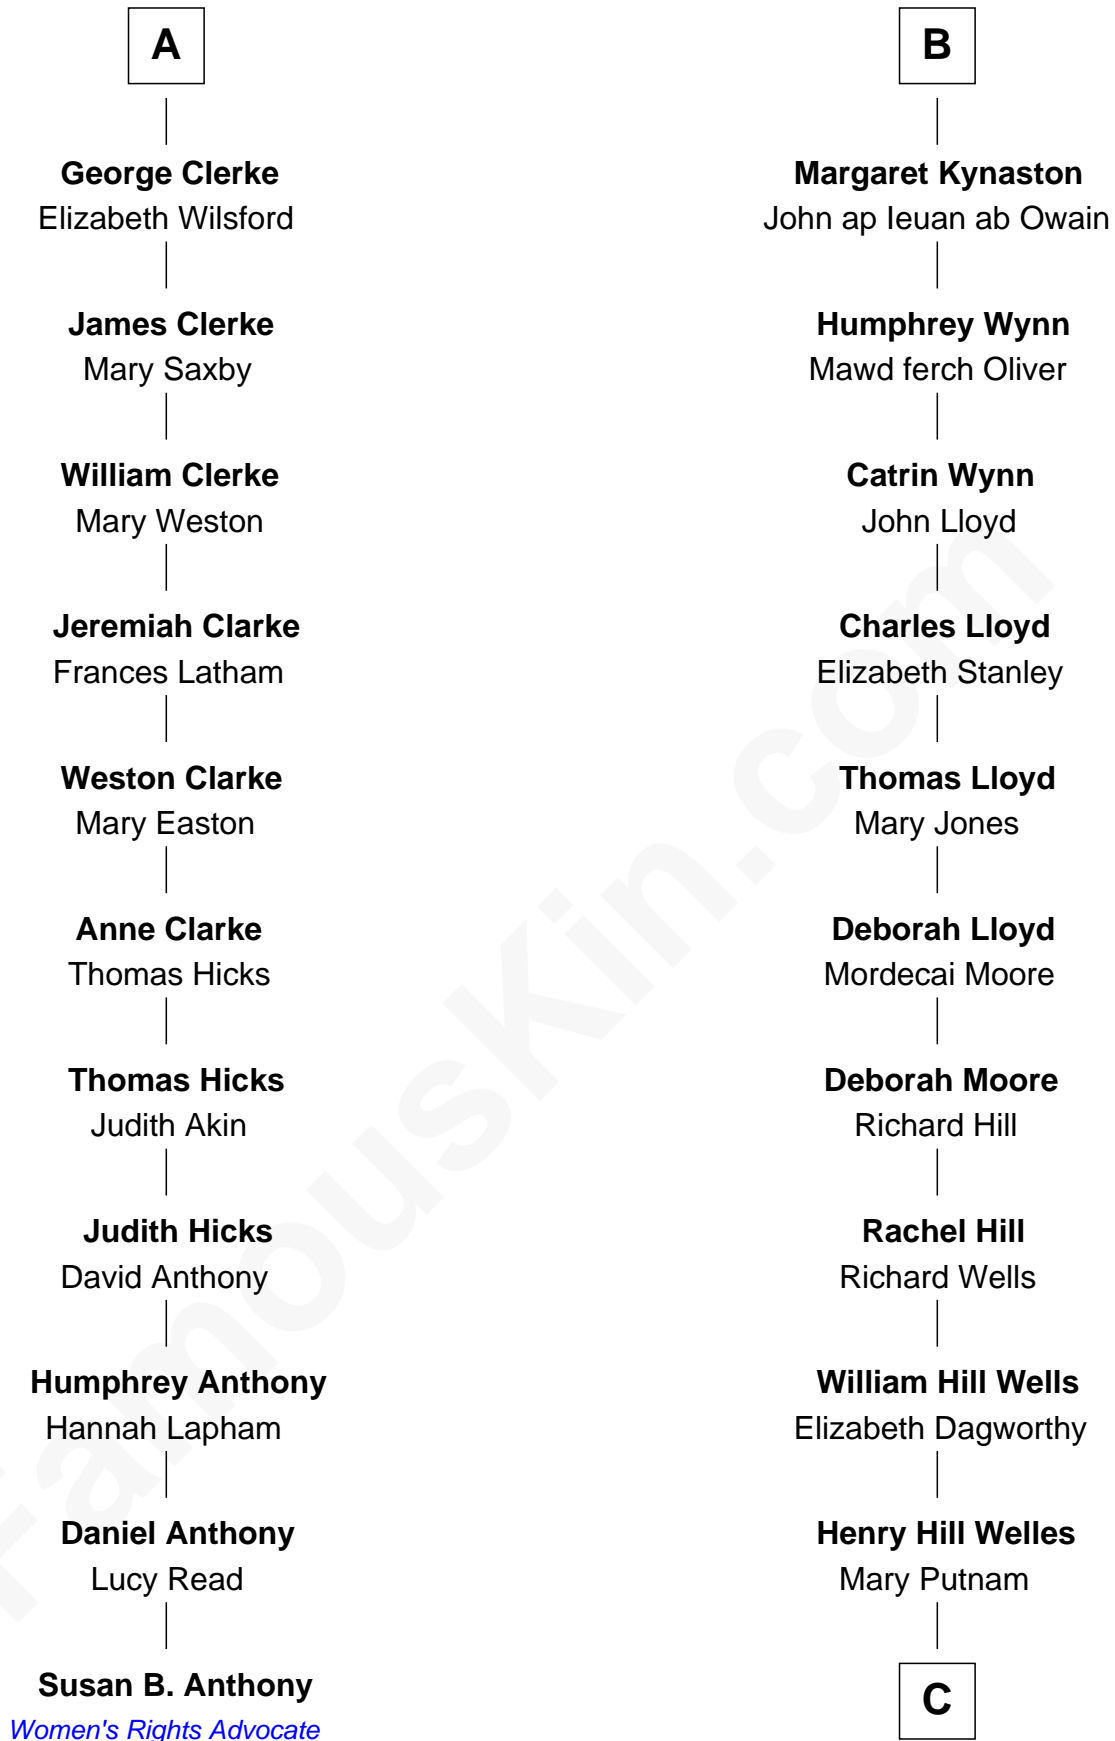 A
George Clerke
Elizabeth Wilsford
James Clerke
Mary Saxby
William Clerke
Mary Weston
Jeremiah Clarke
Frances Latham
Weston Clarke
Mary Easton
Anne Clarke
Thomas Hicks
Thomas Hicks
Judith Akin
Judith Hicks
David Anthony
Humphrey Anthony
Hannah Lapham
Daniel Anthony
Lucy Read
Susan B. Anthony
Women's Rights Advocate
B
Margaret Kynaston
John ap Ieuan ab Owain
Humphrey Wynn
Mawd ferch Oliver
Catrin Wynn
John Lloyd
Charles Lloyd
Elizabeth Stanley
Thomas Lloyd
Mary Jones
Deborah Lloyd
Mordecai Moore
Deborah Moore
Richard Hill
Rachel Hill
Richard Wells
William Hill Wells
Elizabeth Dagworthy
Henry Hill Welles
Mary Putnam
C
FamousKin.com